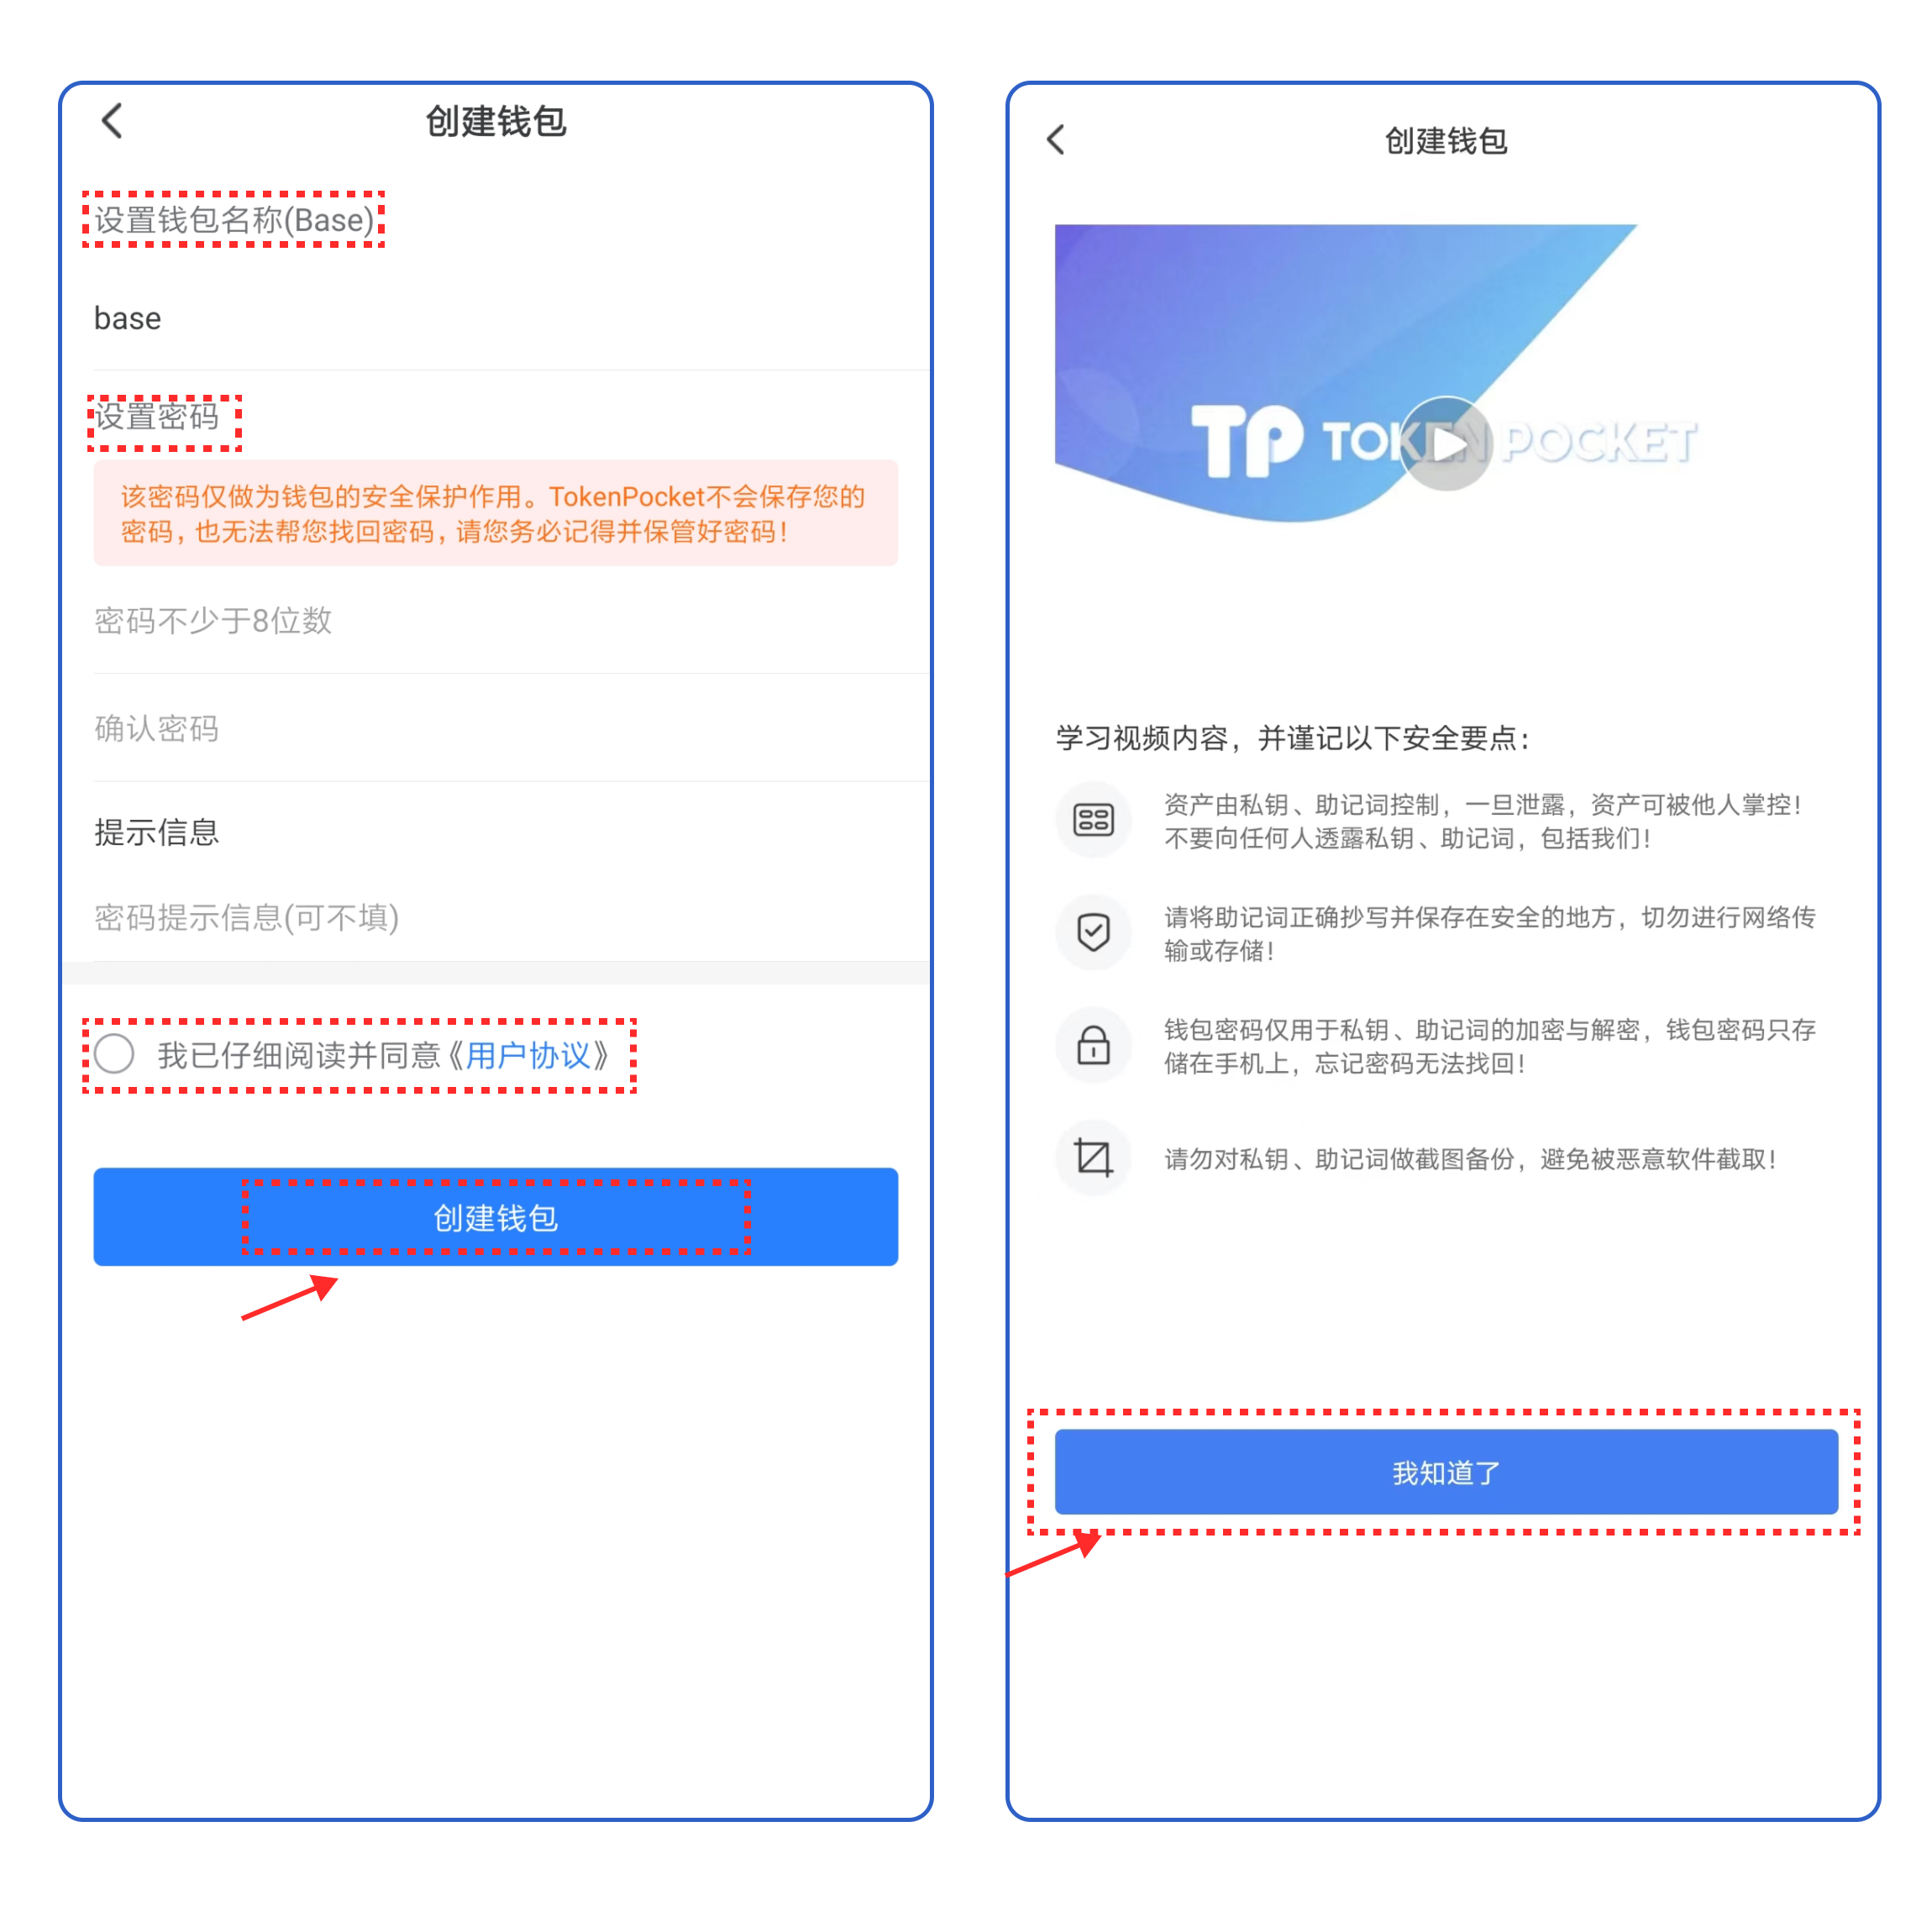 创建钱包
设置钱包名称(Base)
base
设置密码
该密码仅做为钱包的安全保护作用。TokenPocket不会保存您的
密码，也无法帮您找回密码，请您务必记得并保管好密码！
密码不少于8位数
确认密码
提示信息
密码提示信息(可不填)
我已仔细阅读并同意《用户协议》
创建钱包
创建钱包
TP TOKEN POCKET
学习视频内容，并谨记以下安全要点：
资产由私钥、助记词控制，一旦泄露，资产可被他人掌控！
不要向任何人透露私钥、助记词，包括我们！
请将助记词正确抄写并保存在安全的地方，切勿进行网络传
输或存储！
钱包密码仅用于私钥、助记词的加密与解密，钱包密码只存
储在手机上，忘记密码无法找回！
请勿对私钥、助记词做截图备份，避免被恶意软件截取！
我知道了